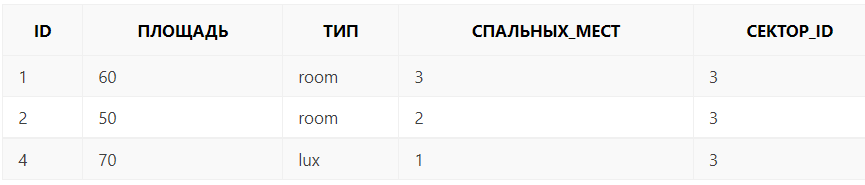 ID ПЛОЩАДЬ ТИП СПАЛЬНЫХ_МЕСТ СЕКТОР_ID
1 60 room 3 3
2 50 room 2 3
4 70 lux 1 3